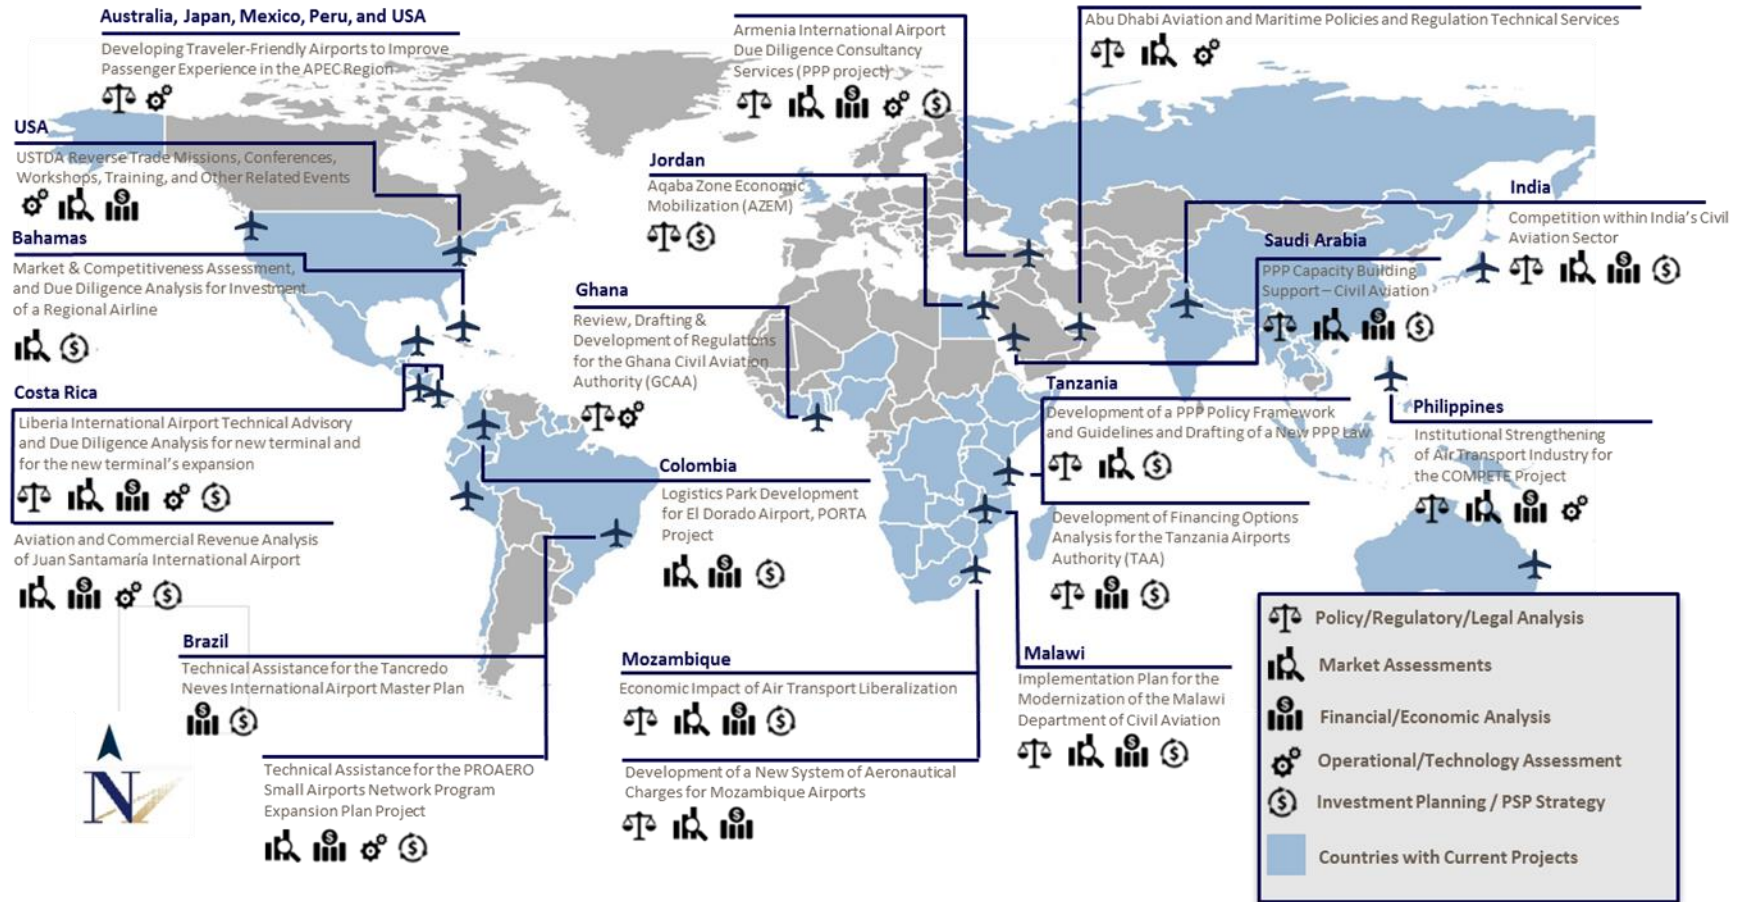 Australia, Japan, Mexico, Peru, and USA
Developing Traveler-Friendly Airports to Improve
Passenger Experience in the APEC Region
USA
USTDA Reverse Trade Missions, Conferences,
Workshops, Training, and Other Related Events
Bahamas
Market & Competitiveness Assessment,
and Due Diligence Analysis for Investment
of a Regional Airline
Costa Rica
Liberia International Airport Technical Advisory
and Due Diligence Analysis for new terminal and
for the new terminal's expansion
Aviation and Commercial Revenue Analysis
of Juan Santamaría International Airport
Brazil
Technical Assistance for the Tancredo
Neves International Airport Master Plan
Technical Assistance for the PROAERO
Small Airports Network Program
Expansion Plan Project
N
Armenia International Airport
Due Diligence Consultancy
Services (PPP project)
Jordan
Aqaba Zone Economic
Mobilization (AZEM)
Ghana
Review, Drafting &
Development of Regulations
for the Ghana Civil Aviation
Authority (GCAA)
Colombia
Logistics Park Development
for El Dorado Airport, PORTA
Project
Mozambique
Economic Impact of Air Transport Liberalization
Development of a New System of Aeronautical
Charges for Mozambique Airports
Abu Dhabi Aviation and Maritime Policies and Regulation Technical Services
India
Competition within India's Civil
Aviation Sector
Saudi Arabia
PPP Capacity Building
Support – Civil Aviation
Tanzania
Development of a PPP Policy Framework
and Guidelines and Drafting of a New PPP Law
Development of Financing Options
Analysis for the Tanzania Airports
Authority (TAA)
Philippines
Institutional Strengthening
of Air Transport Industry for
the COMPETE Project
Malawi
Implementation Plan for the
Modernization of the Malawi
Department of Civil Aviation
Policy/Regulatory/Legal Analysis
Market Assessments
Financial/Economic Analysis
Operational/Technology Assessment
Investment Planning / PSP Strategy
Countries with Current Projects